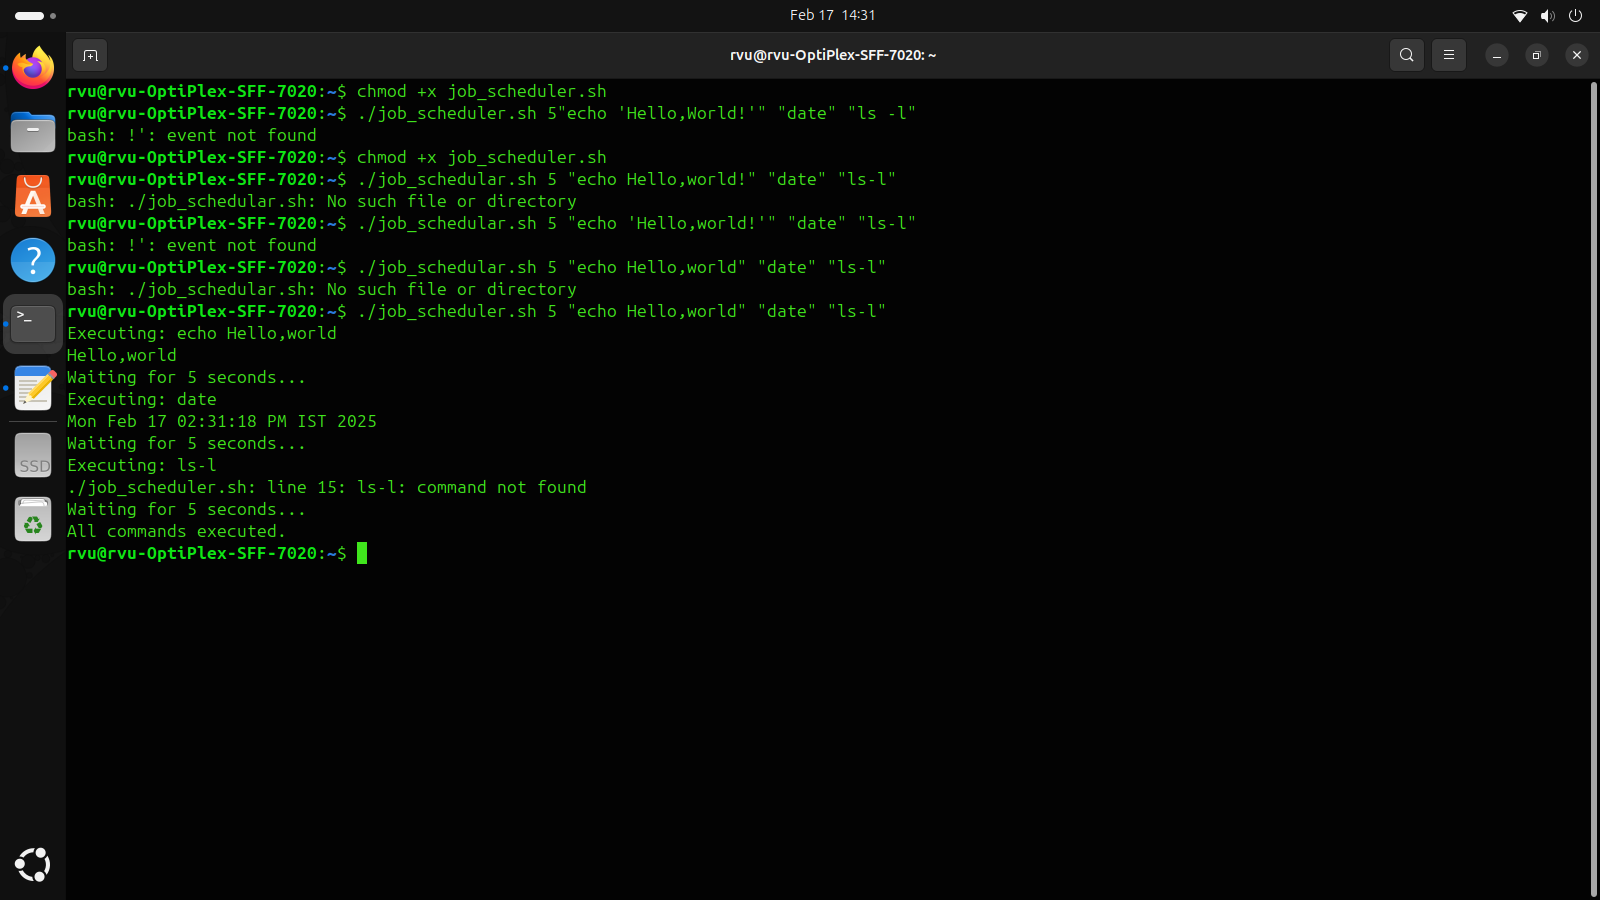 Feb 17 14:31
rvu@rvu-OptiPlex-SFF-7020: ~
rvu@rvu-OptiPlex-SFF-7020:~$ chmod +x job_scheduler.sh
rvu@rvu-OptiPlex-SFF-7020:~$ ./job_scheduler.sh 5"echo 'Hello,World!'" "date" "ls -l"
bash: !': event not found
rvu@rvu-OptiPlex-SFF-7020:~$ chmod +x job_scheduler.sh
rvu@rvu-OptiPlex-SFF-7020:~$ ./job_schedular.sh 5 "echo Hello,world!" "date" "ls-l"
bash: ./job_schedular.sh: No such file or directory
rvu@rvu-OptiPlex-SFF-7020:~$ ./job_schedular.sh 5 "echo 'Hello,world!'" "date" "ls-l"
bash: !': event not found
rvu@rvu-OptiPlex-SFF-7020:~$ ./job_schedular.sh 5 "echo Hello,world" "date" "ls-l"
bash: ./job_schedular.sh: No such file or directory
rvu@rvu-OptiPlex-SFF-7020:~$ ./job_scheduler.sh 5 "echo Hello,world" "date" "ls-l"
Executing: echo Hello,world
Hello,world
Waiting for 5 seconds...
Executing: date
Mon Feb 17 02:31:18 PM IST 2025
Waiting for 5 seconds...
Executing: ls-l
./job_scheduler.sh: line 15: ls-l: command not found
Waiting for 5 seconds...
All commands executed.
rvu@rvu-OptiPlex-SFF-7020:~$
SSD